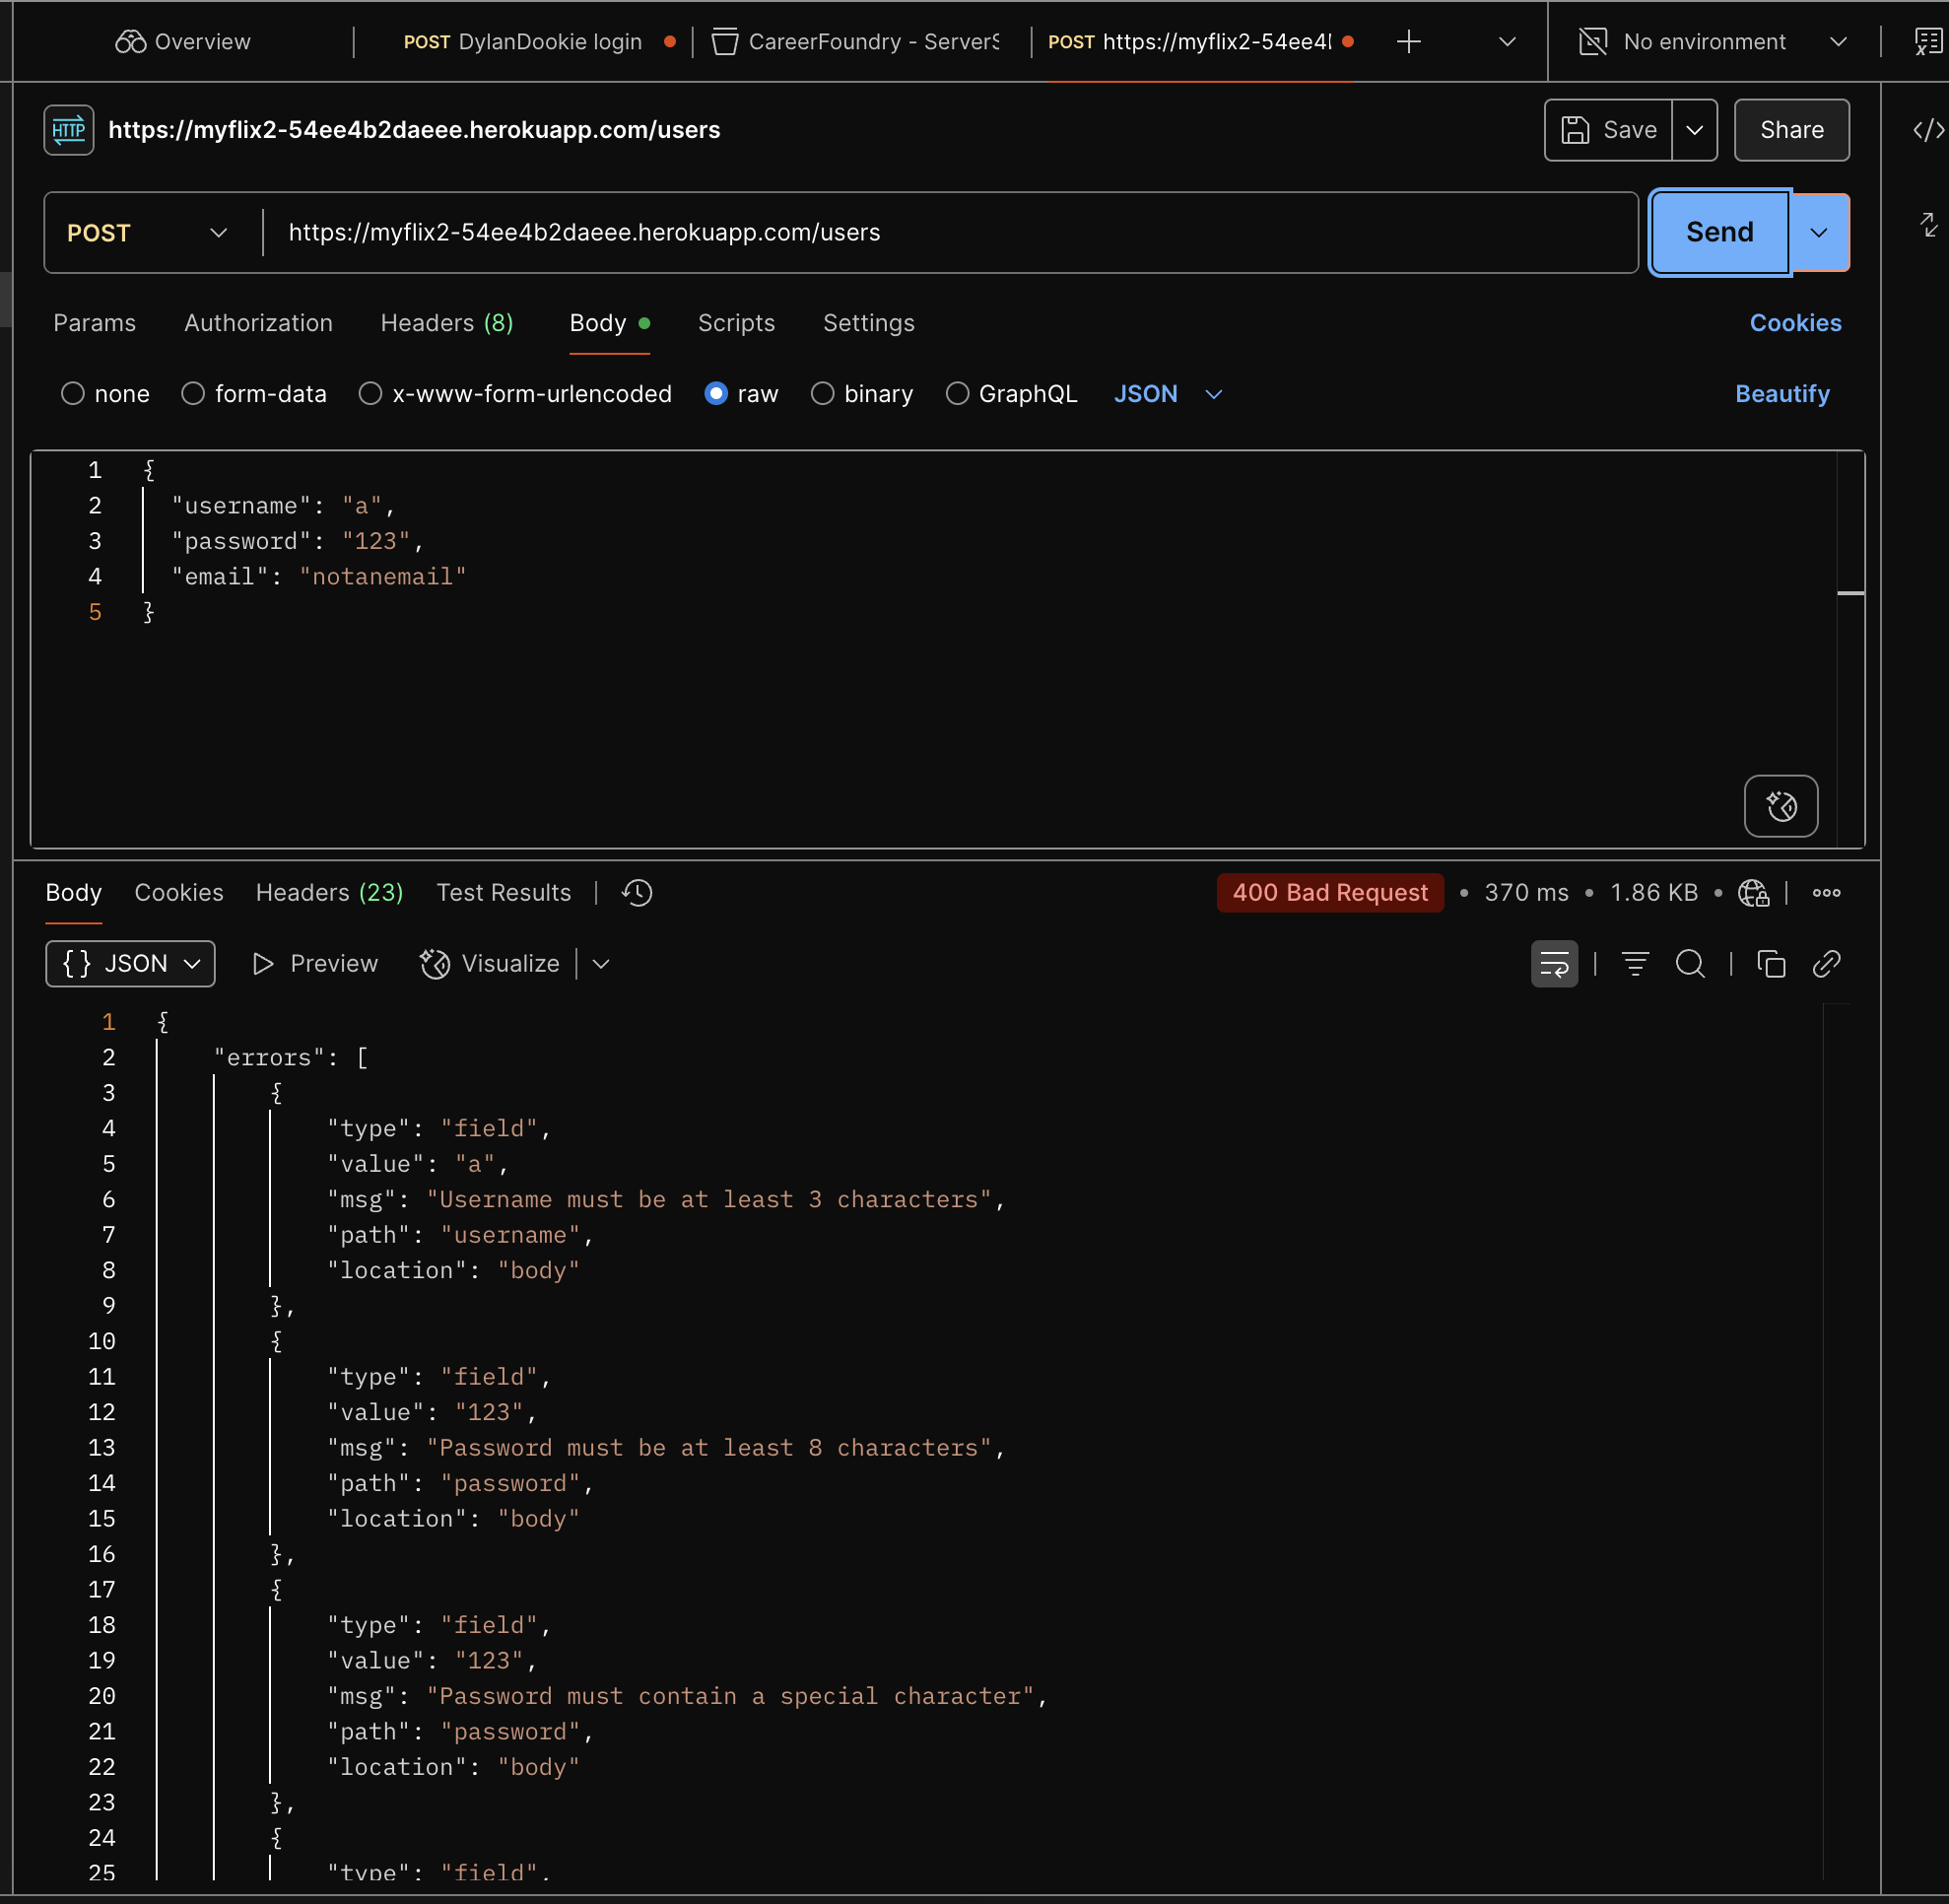 Overview POST DylanDookie login CareerFoundry - Server POST https://myflix2-54ee4 No environment
HTTP https://myflix2-54ee4b2daeee.herokuapp.com/users Save Share
POST https://myflix2-54ee4b2daeee.herokuapp.com/users Send
Params Authorization Headers (8) Body Scripts Settings Cookies
none form-data x-www-form-urlencoded raw binary GraphQL JSON Beautify
1 {
2 "username": "a",
3 "password": "123",
4 "email": "notanemail"
5 }
Body Cookies Headers (23) Test Results 400 Bad Request • 370 ms • 1.86 KB •
{} JSON Preview Visualize
1 {
2 "errors": [
3 {
4 "type": "field",
5 "value": "a",
6 "msg": "Username must be at least 3 characters",
7 "path": "username",
8 "location": "body"
9 },
10 {
11 "type": "field",
12 "value": "123",
13 "msg": "Password must be at least 8 characters",
14 "path": "password",
15 "location": "body"
16 },
17 {
18 "type": "field",
19 "value": "123",
20 "msg": "Password must contain a special character",
21 "path": "password",
22 "location": "body"
23 },
24 {
25 "type": "field",